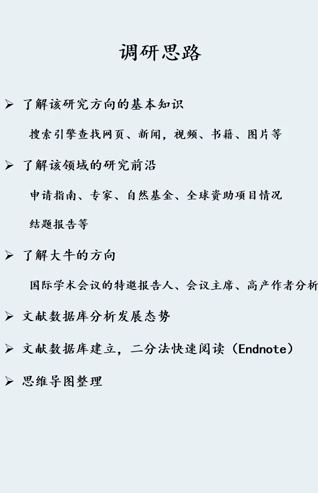 调研思路
➢ 了解该研究方向的基本知识
搜索引擎查找网页、新闻，视频、书籍、图片等
➢ 了解该领域的研究前沿
申请指南、专家、自然基金、全球资助项目情况
结题报告等
➢ 了解大牛的方向
国际学术会议的特邀报告人、会议主席、高产作者分析
➢ 文献数据库分析发展态势
➢ 文献数据库建立，二分法快速阅读（Endnote）
➢ 思维导图整理